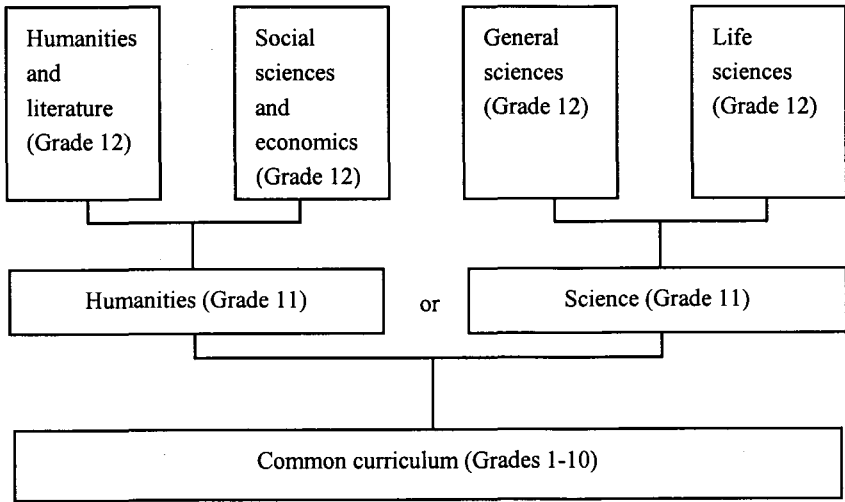 Humanities
and
literature
(Grade 12)
Social
sciences
and
economics
(Grade 12)
General
sciences
(Grade 12)
Life
sciences
(Grade 12)
Humanities (Grade 11)
or
Science (Grade 11)
Common curriculum (Grades 1-10)